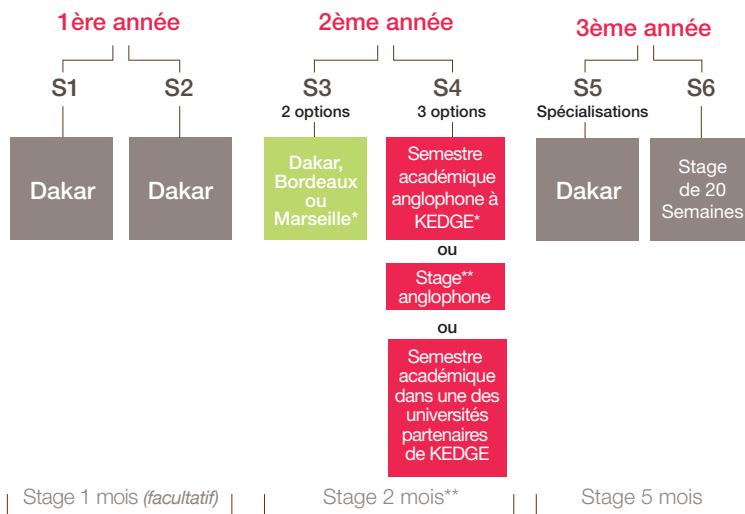 1ère année
S1
S2
Dakar
Dakar
2ème année
S3
2 options
Dakar,
Bordeaux
ou
Marseille*
S4
3 options
Semestre
académique
anglophone à
KEDGE*
ou
Stage**
anglophone
ou
Semestre
académique
dans une des
universités
partenaires
de KEDGE
3ème année
S5
Spécialisations
Dakar
S6
Stage
de 20
Semaines
Stage 1 mois (facultatif)
Stage 2 mois**
Stage 5 mois